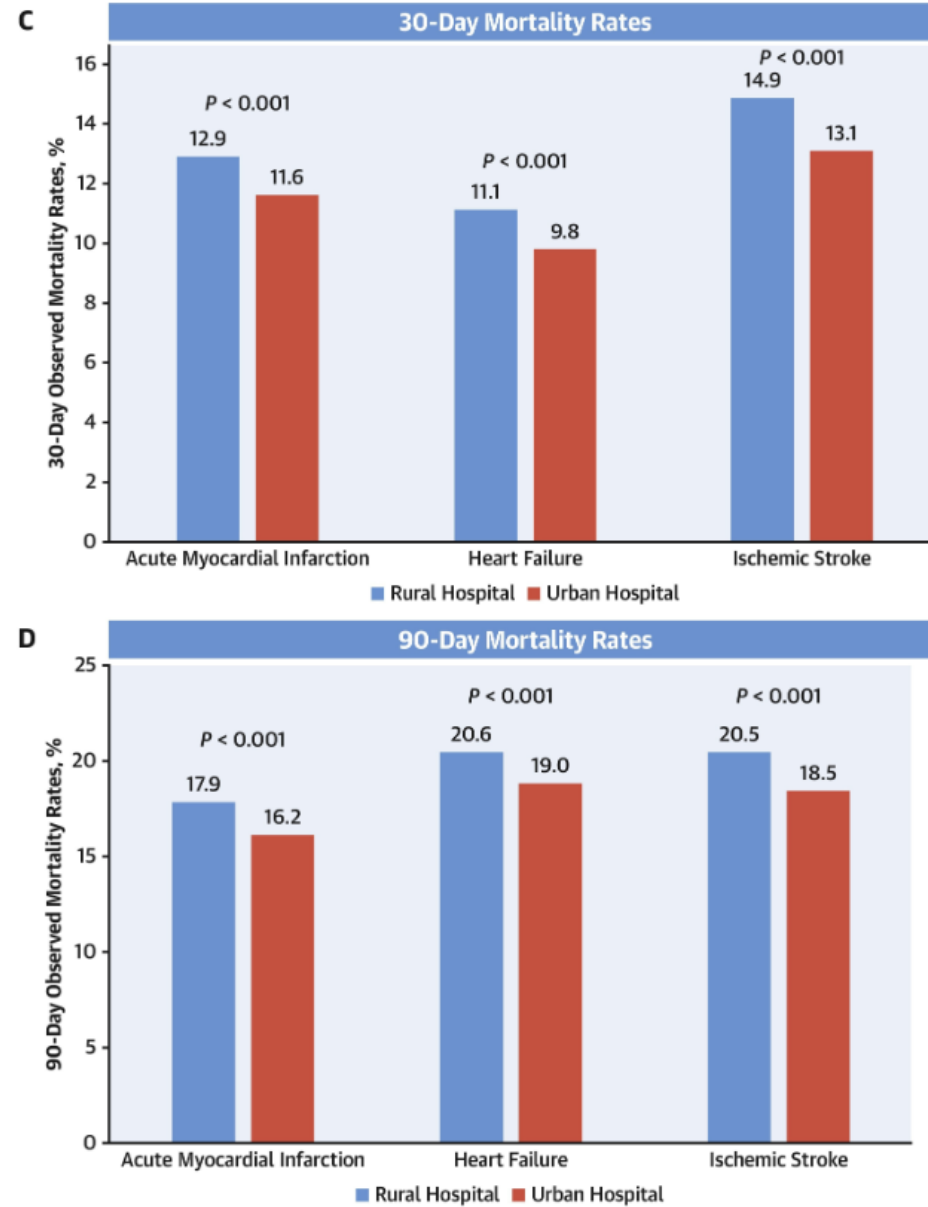 C
30-Day Mortality Rates
30-Day Observed Mortality Rates, %
16
14
12
10
8
6
4
2
0
P < 0.001
12.9
11.6
P < 0.001
11.1
9.8
P < 0.001
14.9
13.1
Acute Myocardial Infarction
Heart Failure
Ischemic Stroke
Rural Hospital
Urban Hospital
D
90-Day Mortality Rates
90-Day Observed Mortality Rates, %
25
20
15
10
5
0
P < 0.001
17.9
16.2
P < 0.001
20.6
19.0
P < 0.001
20.5
18.5
Acute Myocardial Infarction
Heart Failure
Ischemic Stroke
Rural Hospital
Urban Hospital